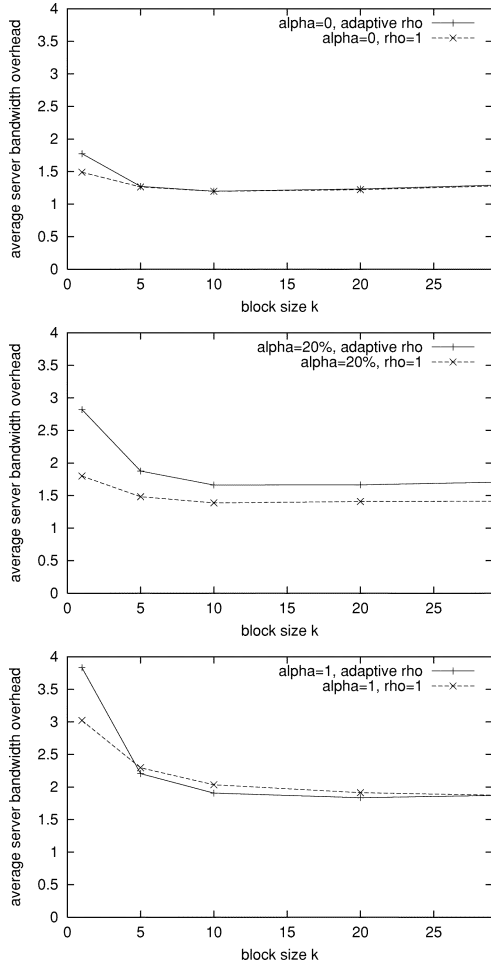 4
3.5
3
2.5
2
1.5
1
0.5
0
average server bandwidth overhead
alpha=0, adaptive rho
alpha=0, rho=1
0 5 10 15 20 25
block size k
4
3.5
3
2.5
2
1.5
1
0.5
0
average server bandwidth overhead
alpha=20%, adaptive rho
alpha=20%, rho=1
0 5 10 15 20 25
block size k
4
3.5
3
2.5
2
1.5
1
0.5
0
average server bandwidth overhead
alpha=1, adaptive rho
alpha=1, rho=1
0 5 10 15 20 25
block size k